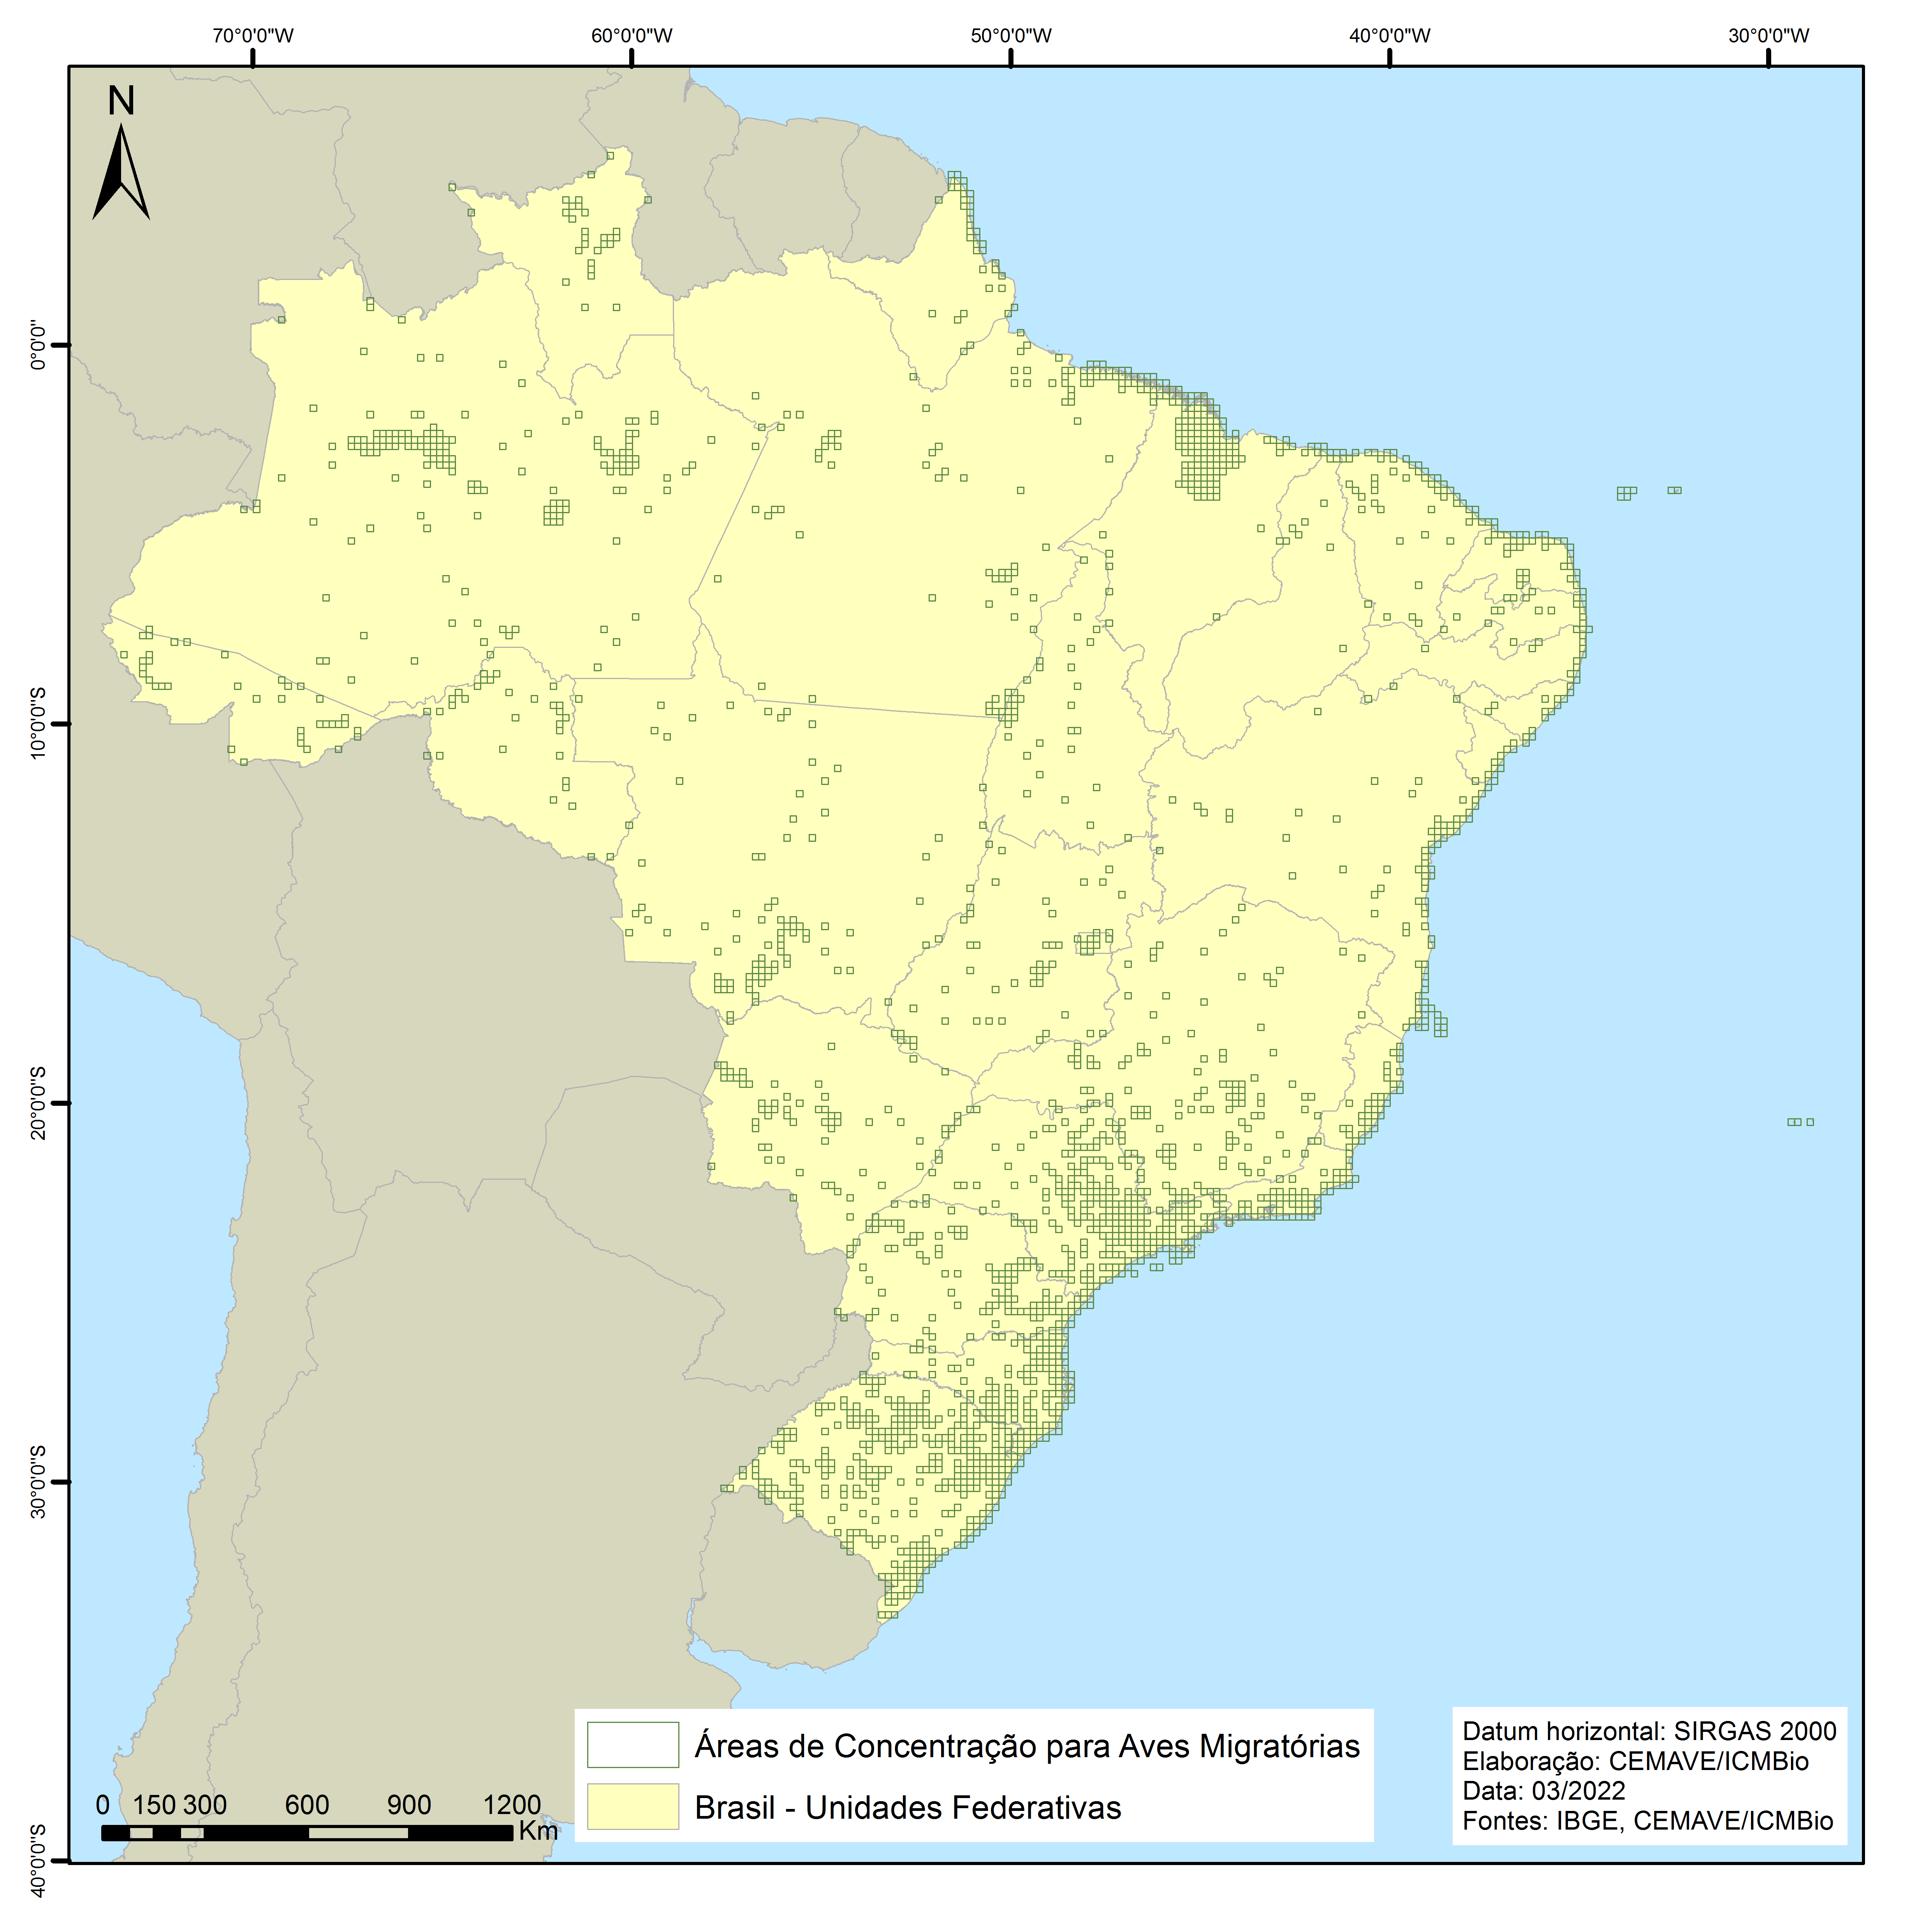 70°0'0"W 60°0'0"W 50°0'0"W 40°0'0"W 30°0'0"W
N
0°0'0"
10°0'0"S
20°0'0"S
30°0'0"S
40°0'0"S
Áreas de Concentração para Aves Migratórias
Brasil - Unidades Federativas
0 150 300 600 900 1200
Km
Datum horizontal: SIRGAS 2000
Elaboração: CEMAVE/ICMBio
Data: 03/2022
Fontes: IBGE, CEMAVE/ICMBio